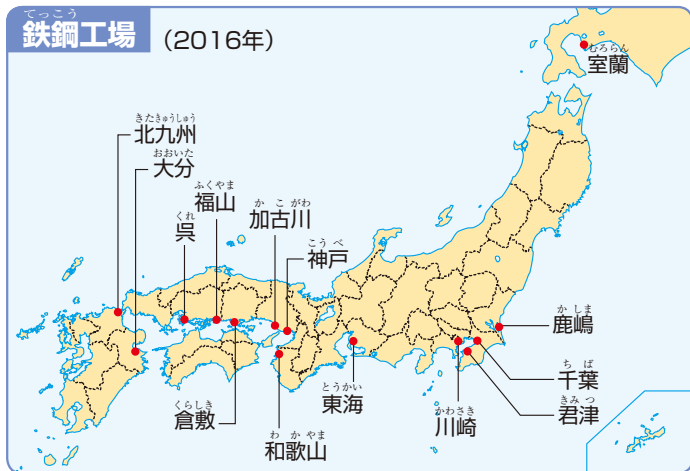 てっこう
鉄鋼工場 (2016年)
むろらん
室蘭
きたきゅうしゅう
北九州
おおいた
大分
ふくやま
福山
くれ
呉
かこがわ
加古川
こうべ
神戸
かしま
鹿嶋
ちば
千葉
きみつ
君津
かわさき
川崎
とうかい
東海
わかやま
和歌山
くらしき
倉敷